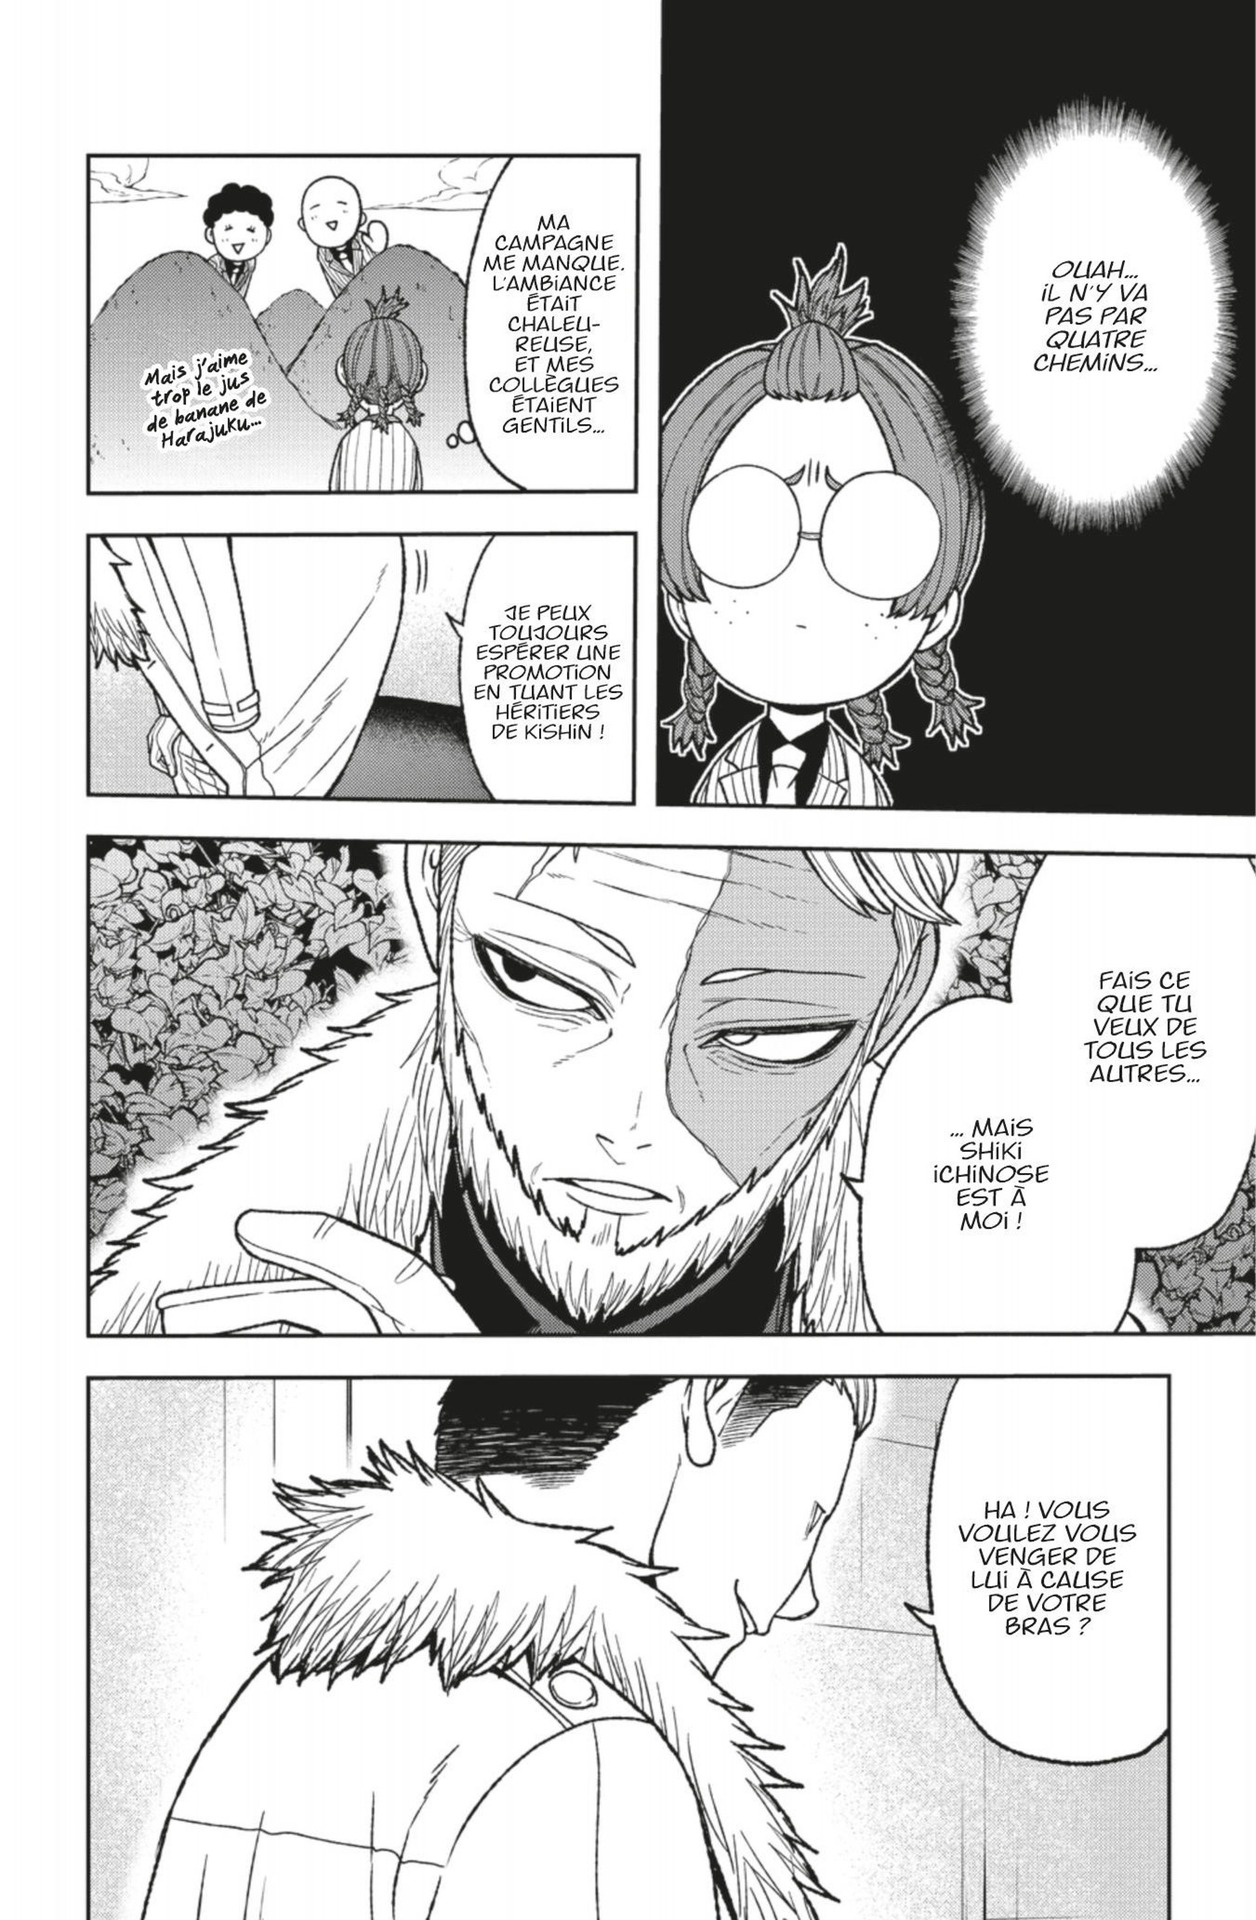 OUAH...
iL N'Y VA
PAS PAR
QUATRE
CHEMINS...
MA
CAMPAGNE
ME MANQUE.
L'AMBIANCE
ÉTAIT
CHALEU-
REUSE,
ET MES
COLLÈGUES
ÉTAIENT
GENTILS...
Mais j'aime
trop le jus
de banane de
Harajuku...
JE PEUX
TOUJOURS
ESPÉRER UNE
PROMOTION
EN TUANT LES
HÉRITIERS
DE KISHIN !
FAIS CE
QUE TU
VEUX DE
TOUS LES
AUTRES...
... MAIS
SHIKI
ICHINOSE
EST À
MOI !
HA ! VOUS
VOULEZ VOUS
VENGER DE
LUI À CAUSE
DE VOTRE
BRAS ?